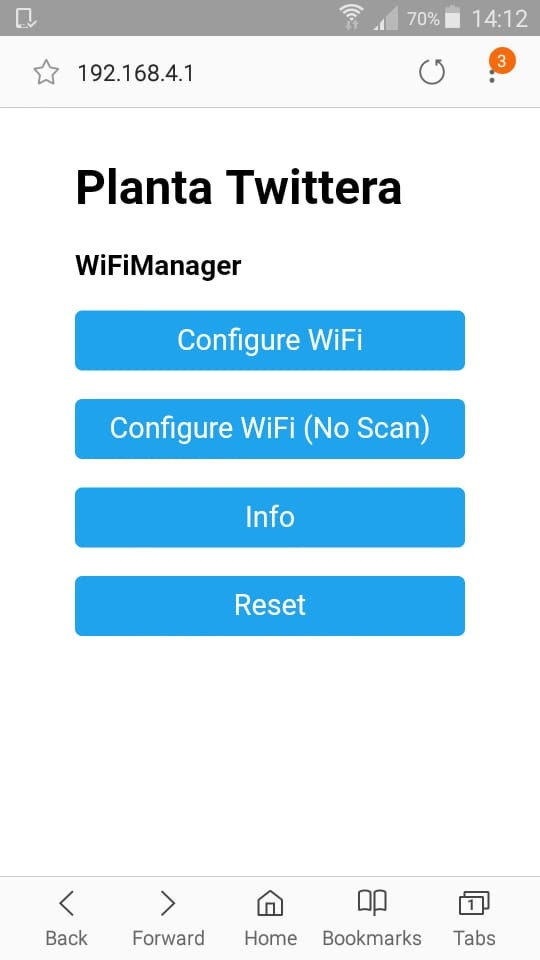 70% 14:12
192.168.4.1
3
Planta Twittera
WiFiManager
Configure WiFi
Configure WiFi (No Scan)
Info
Reset
1
Back Forward Home Bookmarks Tabs